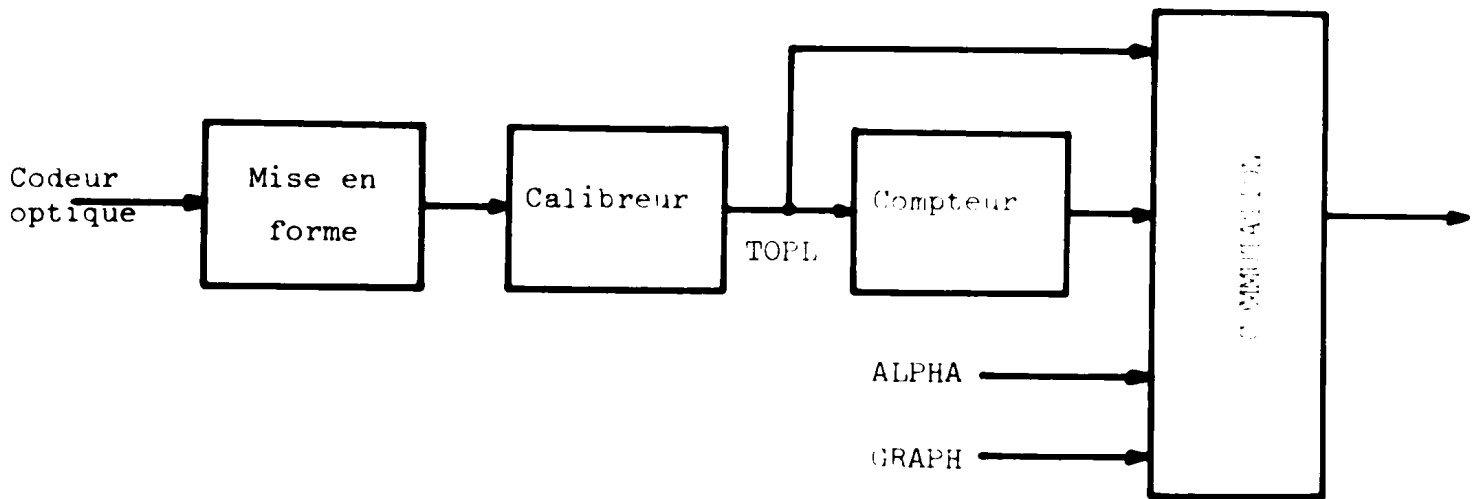 Codeur
optique
Mise en
forme
Calibreur
TOPL
Compteur
ALPHA
GRAPH